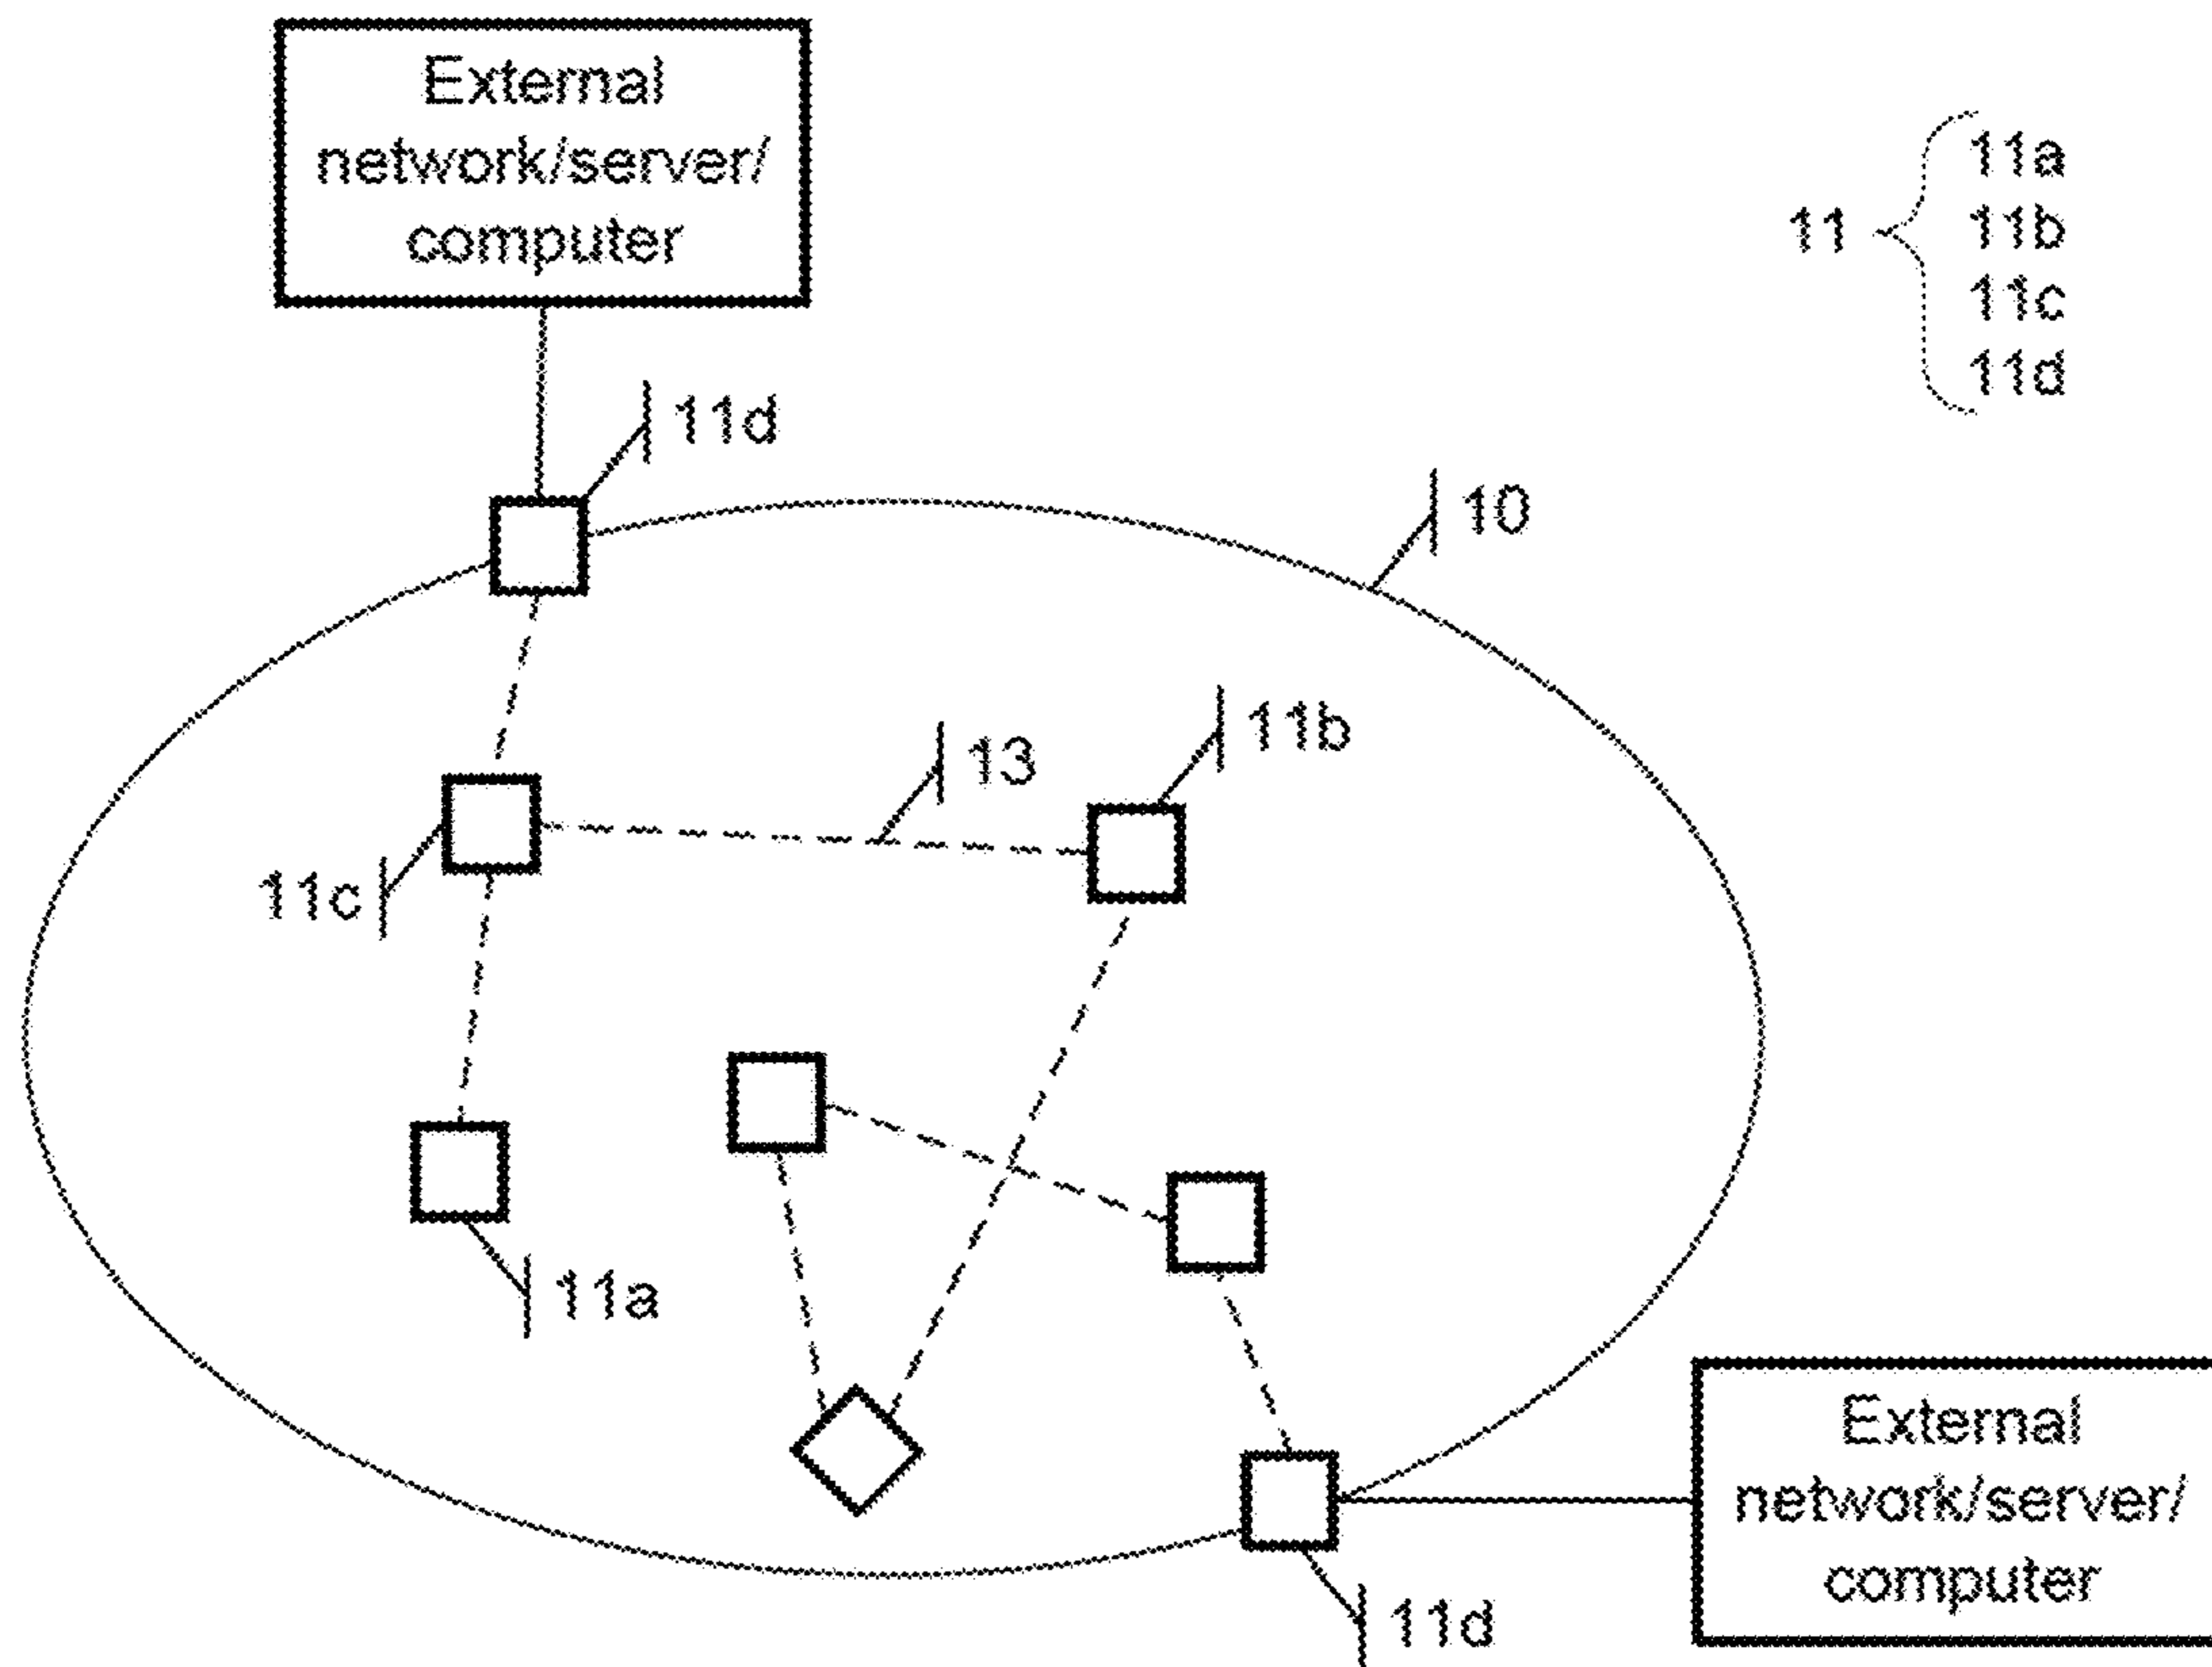 External
network/server/
computer
11
11a
11b
11c
11d
11d
10
13
11b
11c
11a
External
network/server/
computer
11d